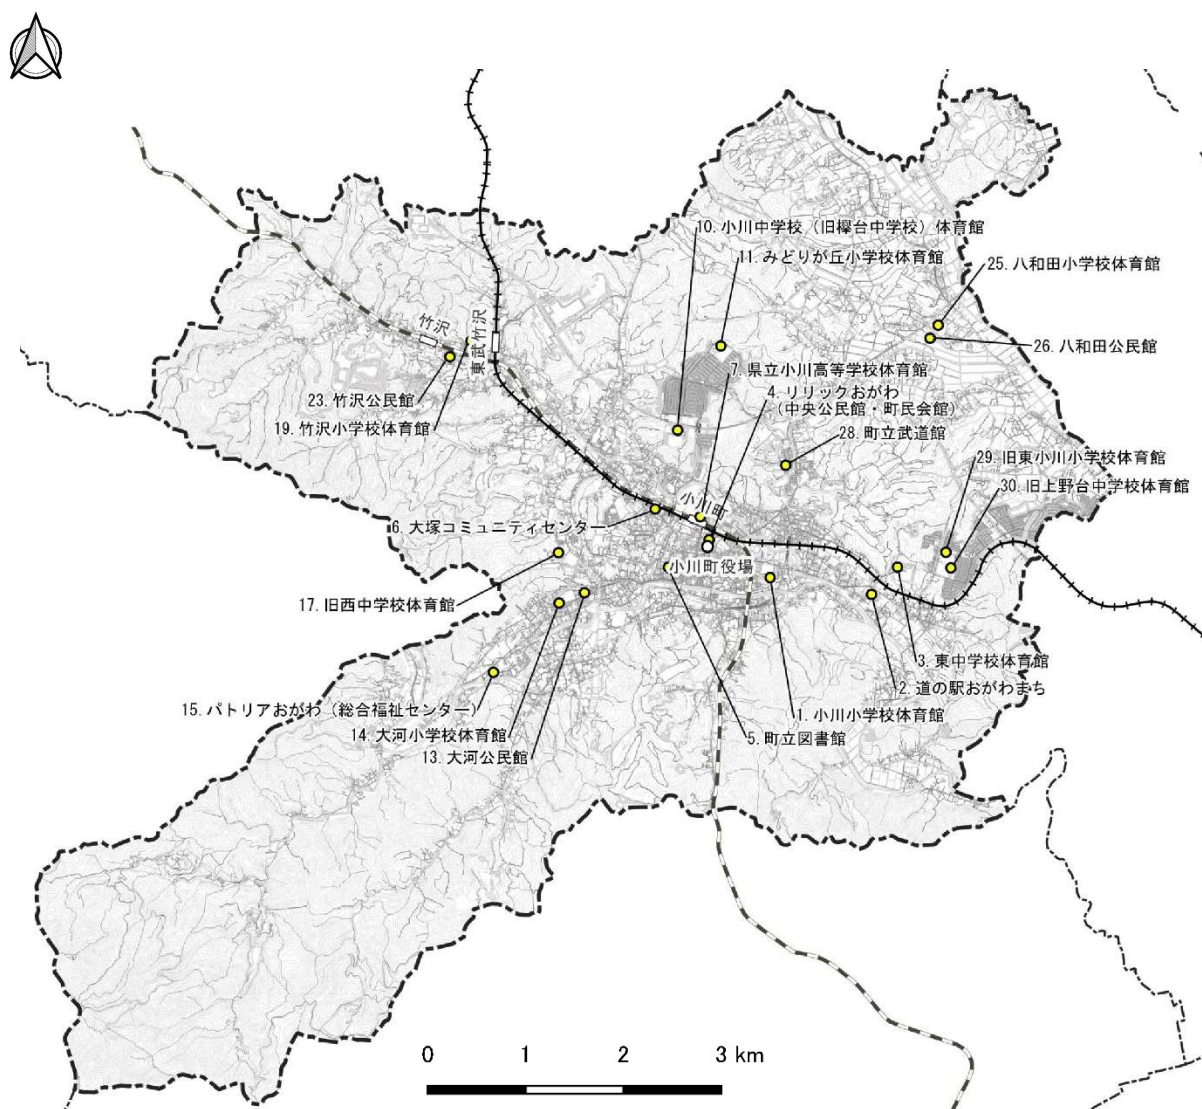 10. 小川中学校（旧欅台中学校）体育館
11. みどりが丘小学校体育館
25. 八和田小学校体育館
竹沢
東武竹沢
26. 八和田公民館
7. 県立小川高等学校体育館
4. リリックおがわ
（中央公民館・町民会館）
23. 竹沢公民館
19. 竹沢小学校体育館
28. 町立武道館
29. 旧東小川小学校体育館
30. 旧上野台中学校体育館
小川町
6. 大塚コミュニティセンター
小川町役場
17. 旧西中学校体育館
3. 東中学校体育館
2. 道の駅おがわまち
15. パトリアおがわ（総合福祉センター）
1. 小川小学校体育館
14. 大河小学校体育館
5. 町立図書館
13. 大河公民館
0 1 2 3 km